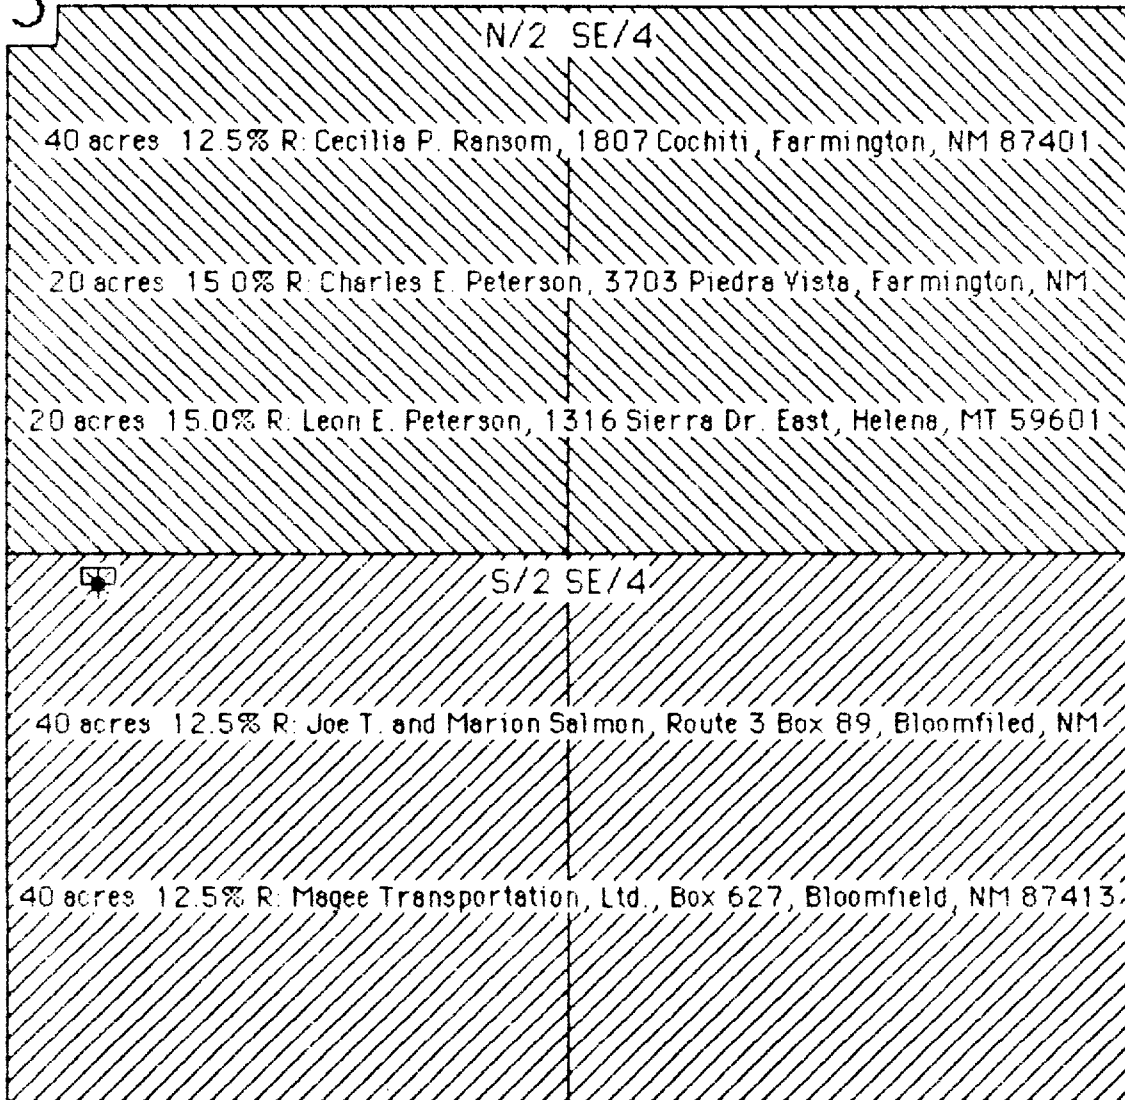 N/2 SE/4
40 acres 12.5% R: Cecilia P. Ransom, 1807 Cochiti, Farmington, NM 87401
20 acres 15.0% R: Charles E. Peterson, 3703 Piedra Vista, Farmington, NM
20 acres 15.0% R: Leon E. Peterson, 1316 Sierra Dr. East, Helena, MT 59601
S/2 SE/4
40 acres 12.5% R: Joe T. and Marion Salmon, Route 3 Box 89, Bloomfiled, NM
40 acres 12.5% R: Magee Transportation, Ltd., Box 627, Bloomfield, NM 87413